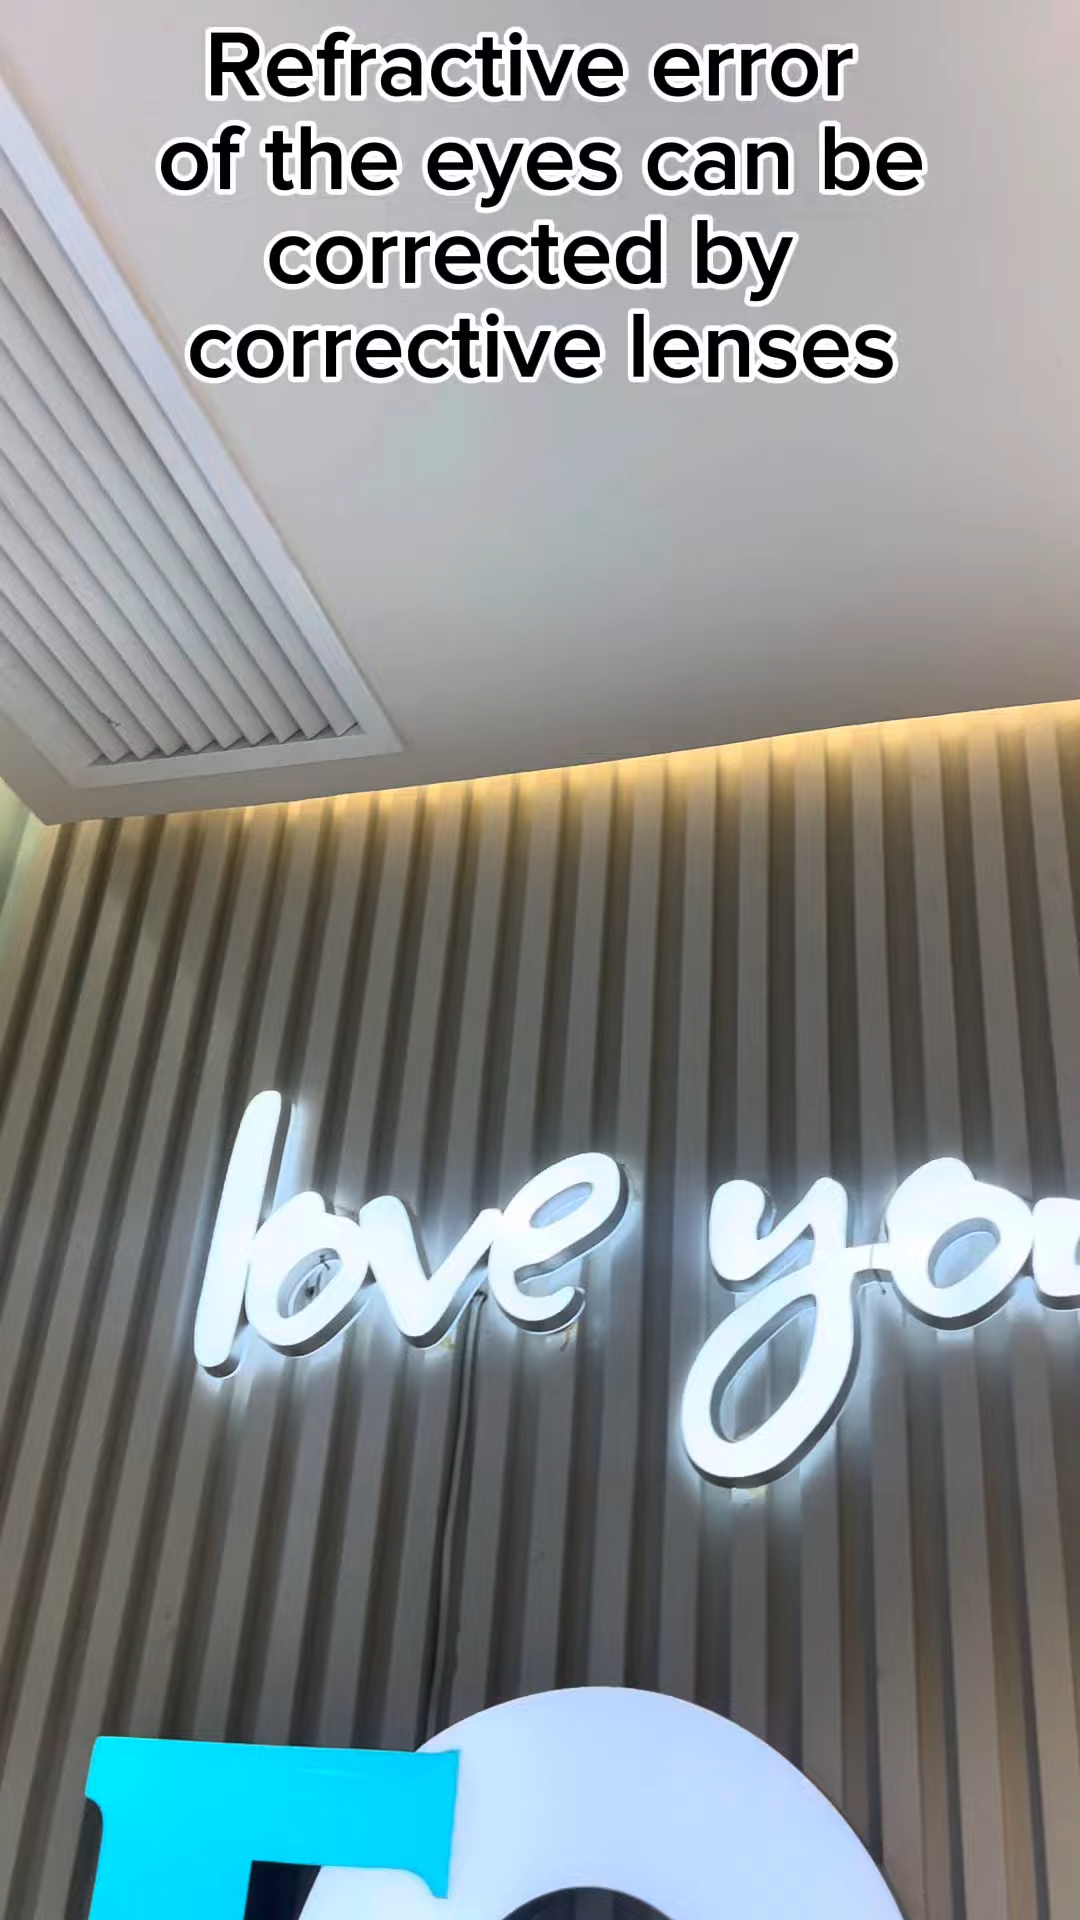 Refractive error
of the eyes can be
corrected by
corrective lenses
love